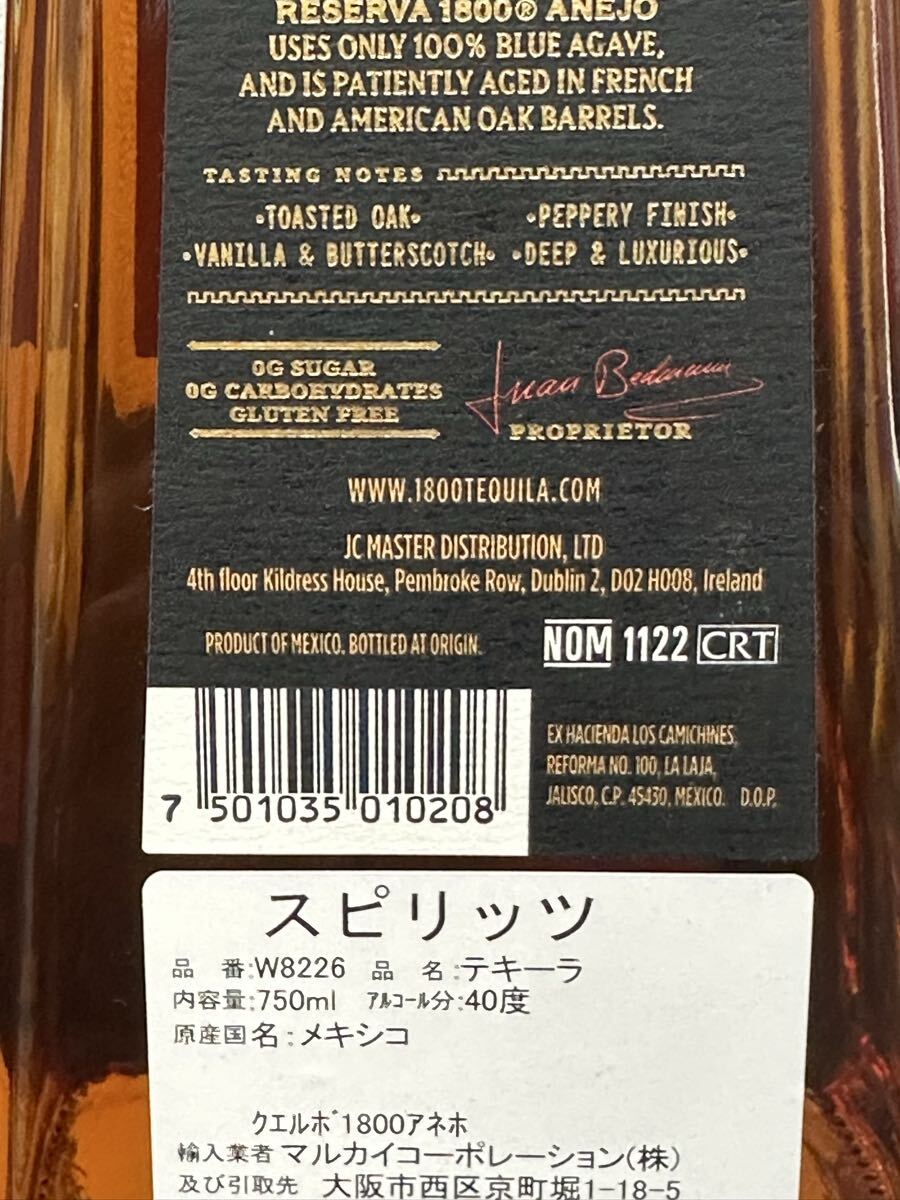 RESERVA 1800® AÑEJO
USES ONLY 100% BLUE AGAVE,
AND IS PATIENTLY AGED IN FRENCH
AND AMERICAN OAK BARRELS.
TASTING NOTES
•TOASTED OAK• •PEPPERY FINISH•
•VANILLA & BUTTERSCOTCH• •DEEP & LUXURIOUS•
0G SUGAR
0G CARBOHYDRATES
GLUTEN FREE
Juan Beckmann
PROPRIETOR
WWW.1800TEQUILA.COM
JC MASTER DISTRIBUTION, LTD
4th floor Kildress House, Pembroke Row, Dublin 2, D02 H008, Ireland
PRODUCT OF MEXICO. BOTTLED AT ORIGIN.
NOM 1122 CRT
7 501035 010208
EX HACIENDA LOS CAMICHINES,
REFORMA NO. 100, LA LAJA,
JALISCO, C.P. 45430, MÉXICO. D.O.P.
スピリッツ
品 番:W8226 品 名:テキーラ
内容量:750ml アルコール分:40度
原産国名:メキシコ
クエルボ1800アネホ
輸入業者 マルカイコーポレーション(株)
及び引取先 大阪市西区京町堀1-18-5